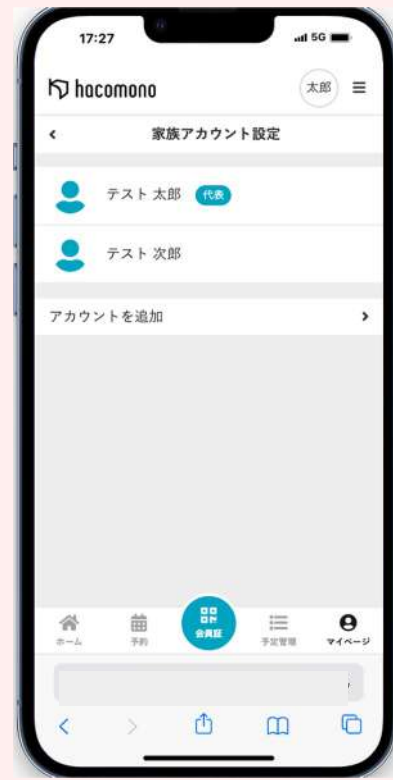 17:27
5G
hacomono
太郎
家族アカウント設定
テスト 太郎 代表
テスト 次郎
アカウントを追加
ホーム
予約
会員証
予定管理
マイページ